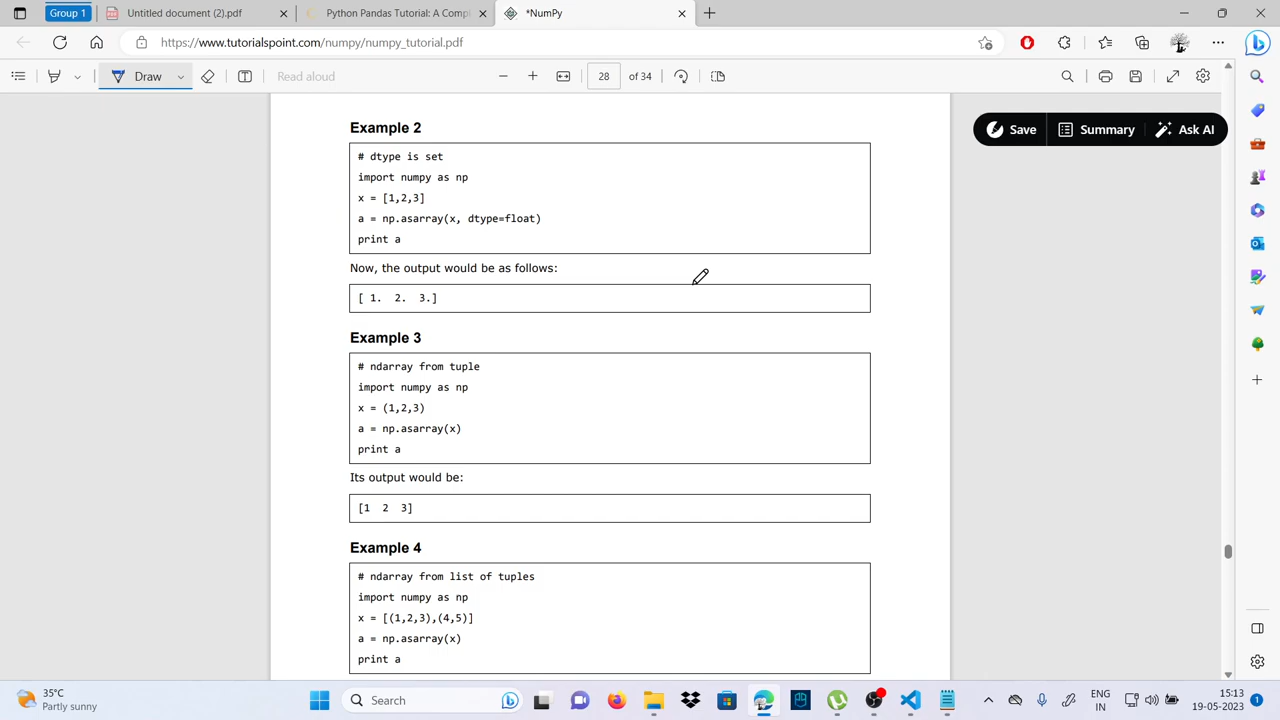 Group 1
Untitled document (2).pdf
Python Pandas Tutorial: A Compl
*NumPy
https://www.tutorialspoint.com/numpy/numpy_tutorial.pdf
Draw
Read aloud
28 of 34
Save
Summary
Ask AI
Example 2
# dtype is set
import numpy as np
x = [1,2,3]
a = np.asarray(x, dtype=float)
print a
Now, the output would be as follows:
[ 1.  2.  3.]
Example 3
# ndarray from tuple
import numpy as np
x = (1,2,3)
a = np.asarray(x)
print a
Its output would be:
[1  2  3]
Example 4
# ndarray from list of tuples
import numpy as np
x = [(1,2,3),(4,5)]
a = np.asarray(x)
print a
35°C
Partly sunny
Search
ENG
IN
15:13
19-05-2023
1